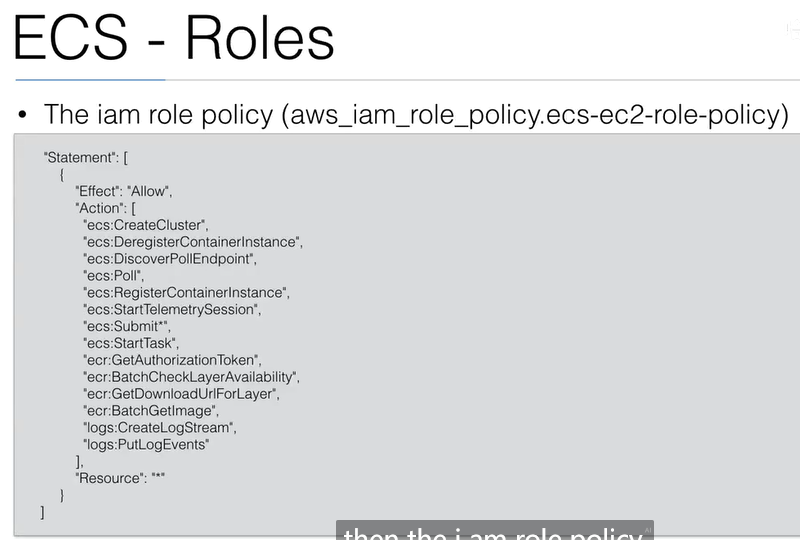 ECS - Roles
• The iam role policy (aws_iam_role_policy.ecs-ec2-role-policy)
"Statement": [
{
"Effect": "Allow",
"Action": [
"ecs:CreateCluster",
"ecs:DeregisterContainerInstance",
"ecs:DiscoverPollEndpoint",
"ecs:Poll",
"ecs:RegisterContainerInstance",
"ecs:StartTelemetrySession",
"ecs:Submit*",
"ecs:StartTask",
"ecr:GetAuthorizationToken",
"ecr:BatchCheckLayerAvailability",
"ecr:GetDownloadUrlForLayer",
"ecr:BatchGetImage",
"logs:CreateLogStream",
"logs:PutLogEvents"
],
"Resource": "*"
}
]
then the i am role policy
AI